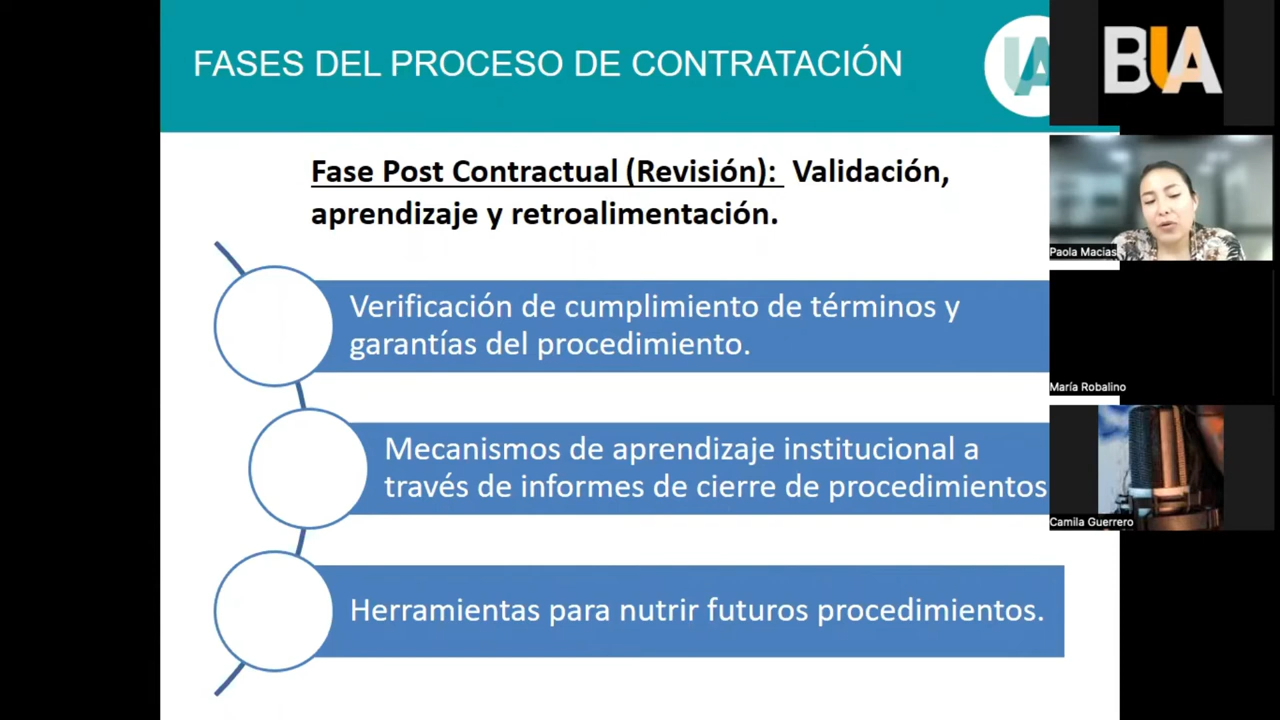 FASES DEL PROCESO DE CONTRATACIÓN
UA
BUA
Fase Post Contractual (Revisión): Validación,
aprendizaje y retroalimentación.
Paola Macias
Verificación de cumplimiento de términos y
garantías del procedimiento.
María Robalino
Mecanismos de aprendizaje institucional a
través de informes de cierre de procedimientos
Camila Guerrero
Herramientas para nutrir futuros procedimientos.